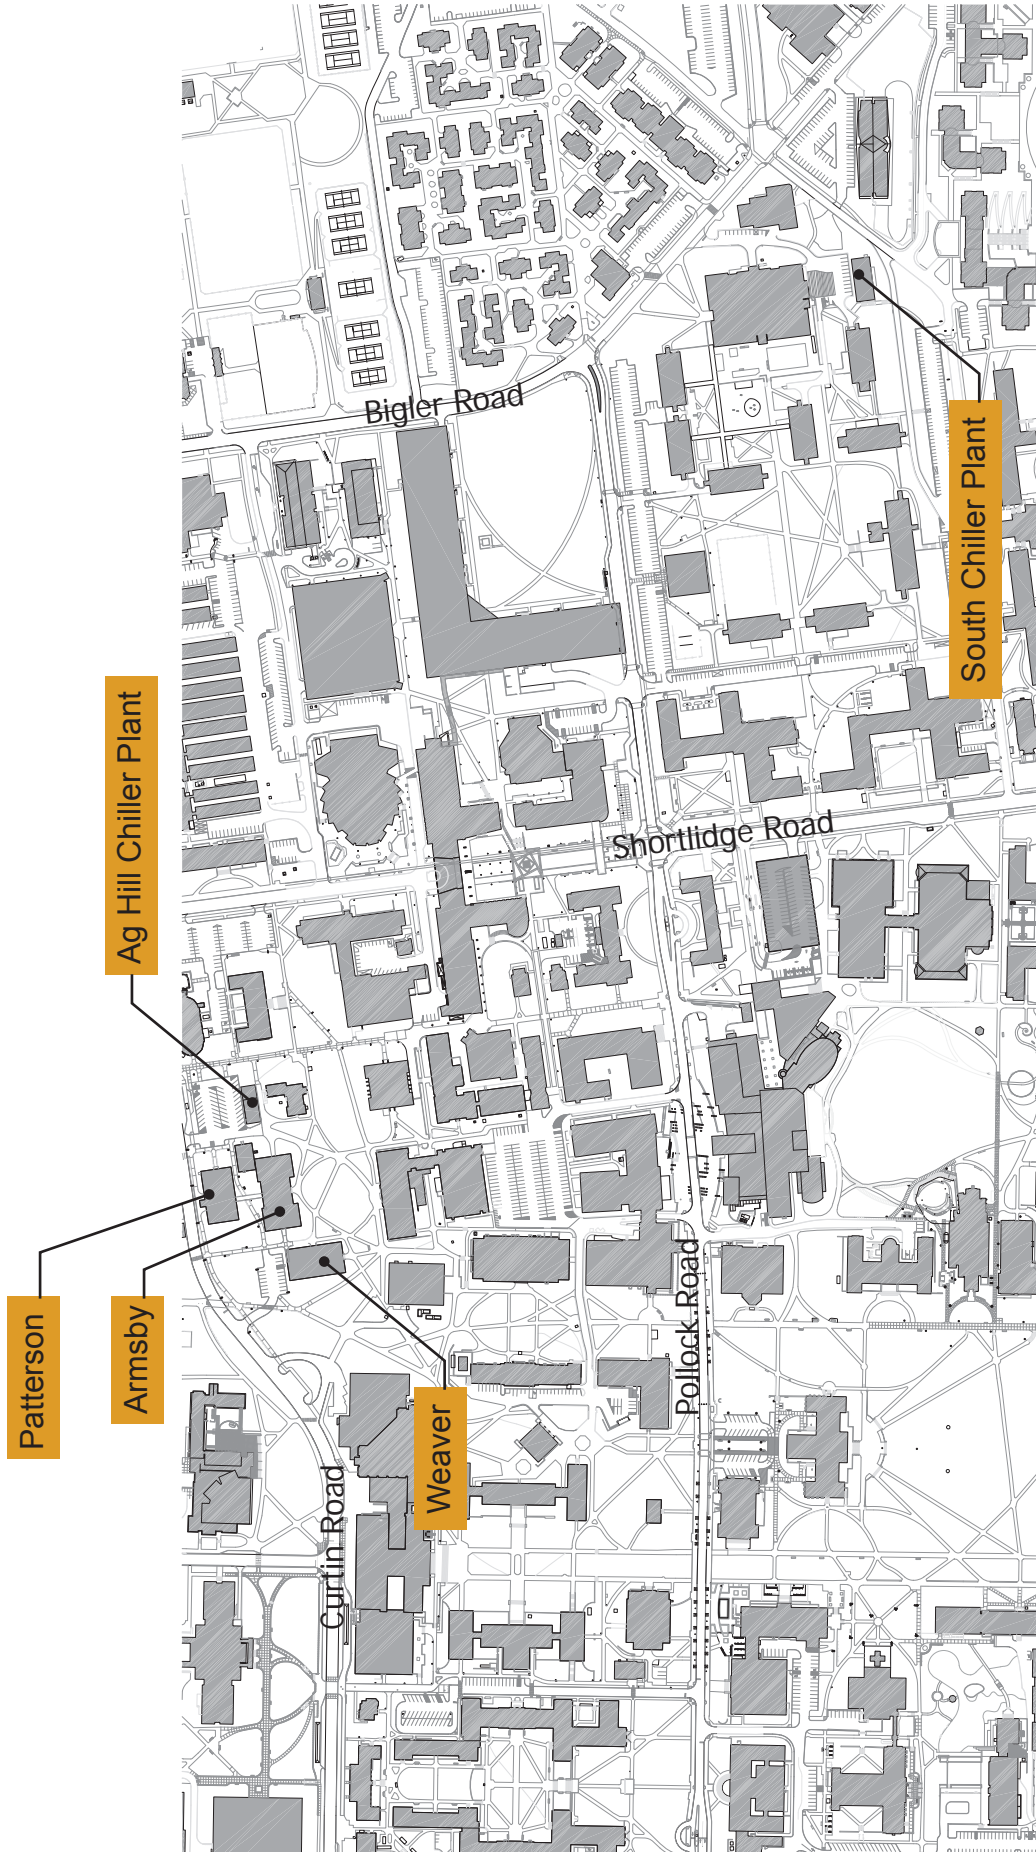 Patterson
Armsby
Ag Hill Chiller Plant
Weaver
South Chiller Plant
Curtin Road
Pollock Road
Shortlidge Road
Bigler Road